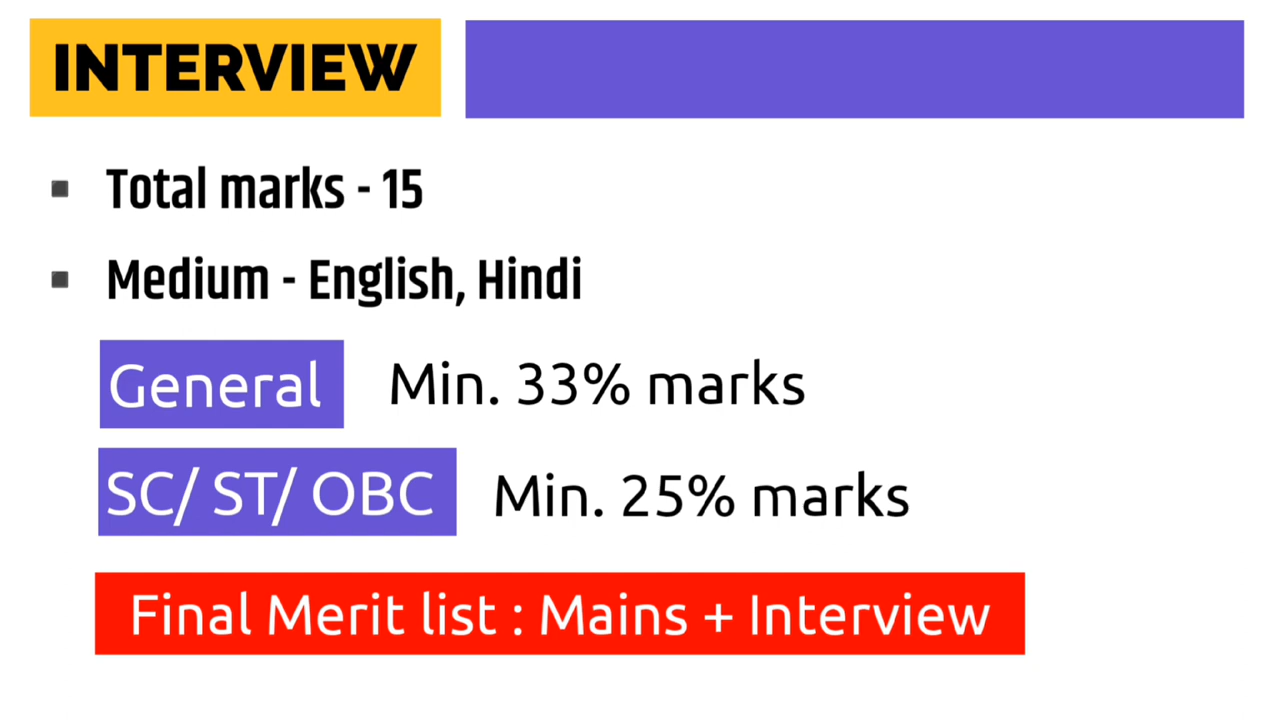 INTERVIEW
▪ Total marks - 15
▪ Medium - English, Hindi
General Min. 33% marks
SC/ ST/ OBC Min. 25% marks
Final Merit list : Mains + Interview